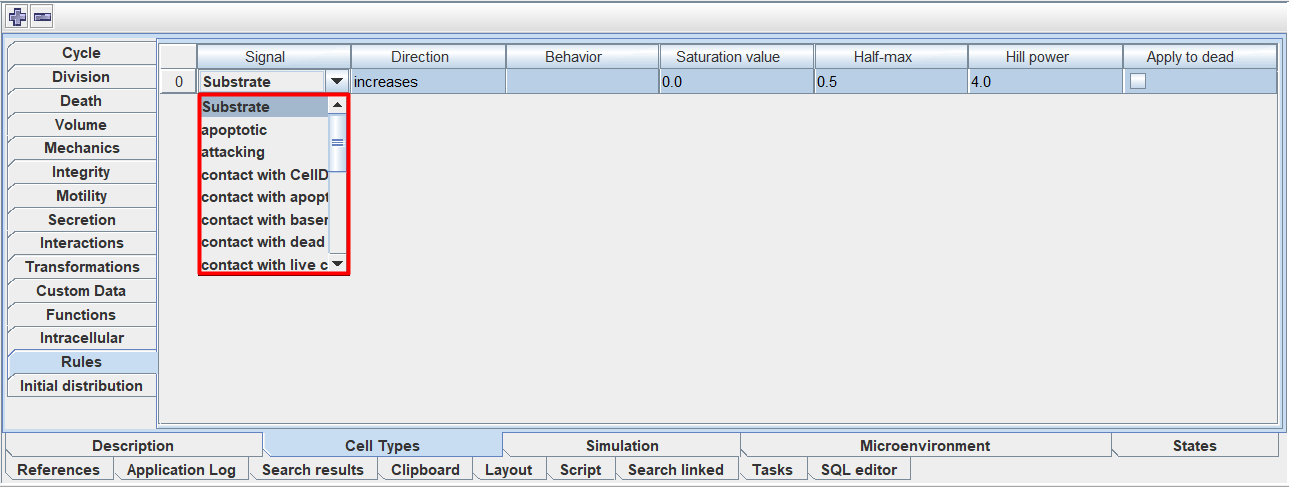 Cycle
Division
Death
Volume
Mechanics
Integrity
Motility
Secretion
Interactions
Transformations
Custom Data
Functions
Intracellular
Rules
Initial distribution
Signal Direction Behavior Saturation value Half-max Hill power Apply to dead
0 Substrate increases 0.0 0.5 4.0
Substrate
apoptotic
attacking
contact with CellD
contact with apopt
contact with baser
contact with dead
contact with live c
Description Cell Types Simulation Microenvironment States
References Application Log Search results Clipboard Layout Script Search linked Tasks SQL editor